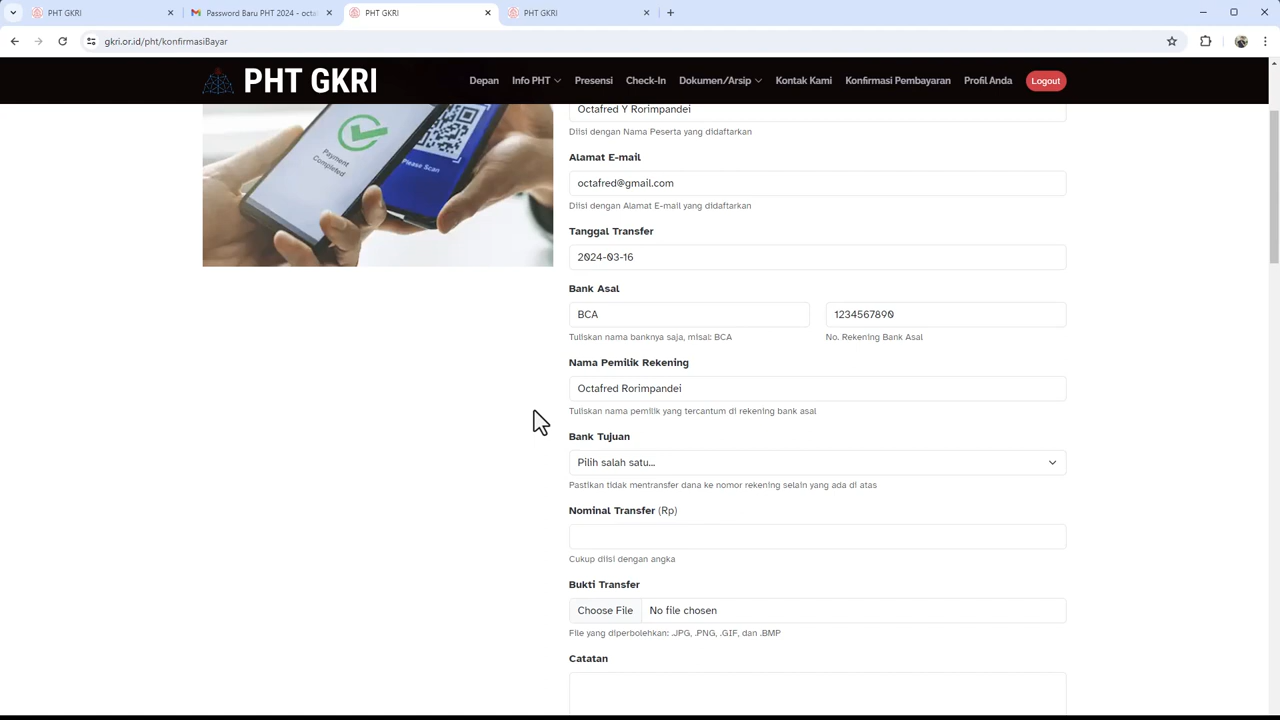 PHT GKRI
Password Baru PHT 2024 - octa
PHT GKRI
PHT GKRI
gkri.or.id/pht/konfirmasiBayar
PHT GKRI
Depan
Info PHT
Presensi
Check-In
Dokumen/Arsip
Kontak Kami
Konfirmasi Pembayaran
Profil Anda
Logout
Payment
Completed
Please Scan
Octafred Y Rorimpandei
Diisi dengan Nama Peserta yang didaftarkan
Alamat E-mail
octafred@gmail.com
Diisi dengan Alamat E-mail yang didaftarkan
Tanggal Transfer
2024-03-16
Bank Asal
BCA
1234567890
Tuliskan nama banknya saja, misal: BCA
No. Rekening Bank Asal
Nama Pemilik Rekening
Octafred Rorimpandei
Tuliskan nama pemilik yang tercantum di rekening bank asal
Bank Tujuan
Pilih salah satu...
Pastikan tidak mentransfer dana ke nomor rekening selain yang ada di atas
Nominal Transfer (Rp)
Cukup diisi dengan angka
Bukti Transfer
Choose File
No file chosen
File yang diperbolehkan: .JPG, .PNG, .GIF, dan .BMP
Catatan